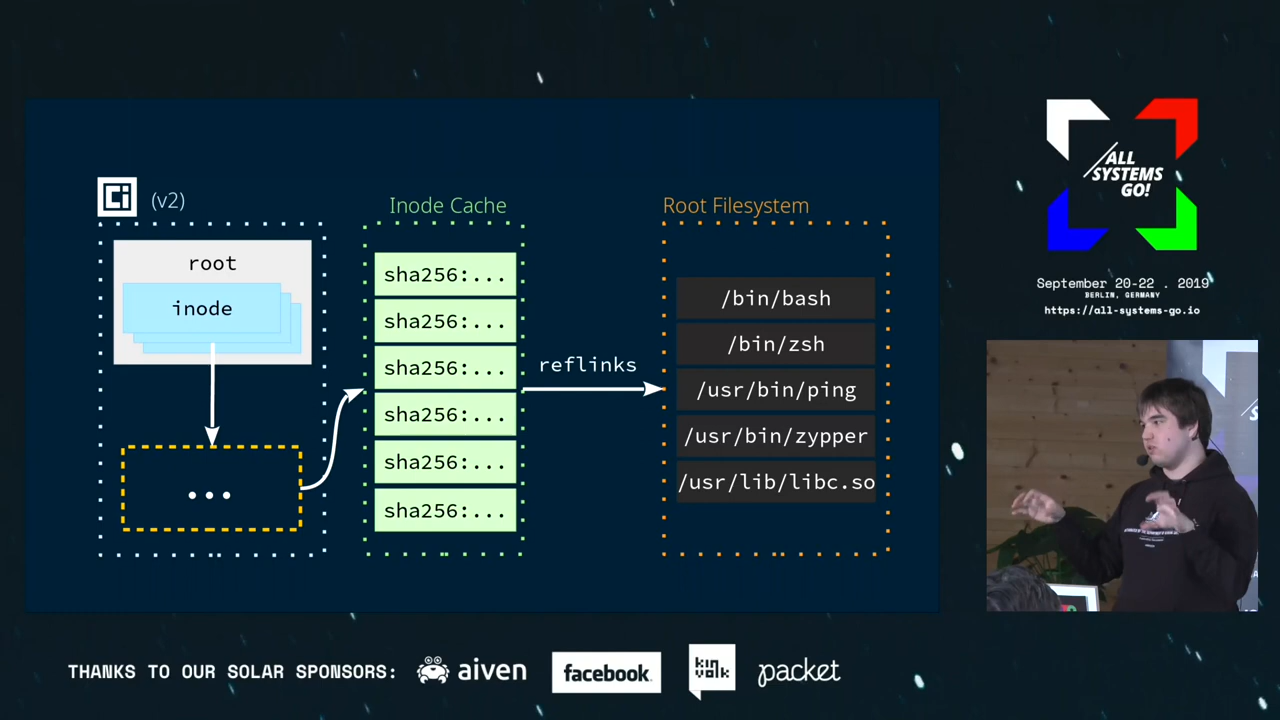 Ci (v2)
root
inode
...
Inode Cache
sha256:...
sha256:...
sha256:...
sha256:...
sha256:...
sha256:...
reflinks
Root Filesystem
/bin/bash
/bin/zsh
/usr/bin/ping
/usr/bin/zypper
/usr/lib/libc.so
/ALL
SYSTEMS
GO!
September 20-22 . 2019
BERLIN, GERMANY
https://all-systems-go.io
THANKS TO OUR SOLAR SPONSORS: aiven facebook. kinvolk packet